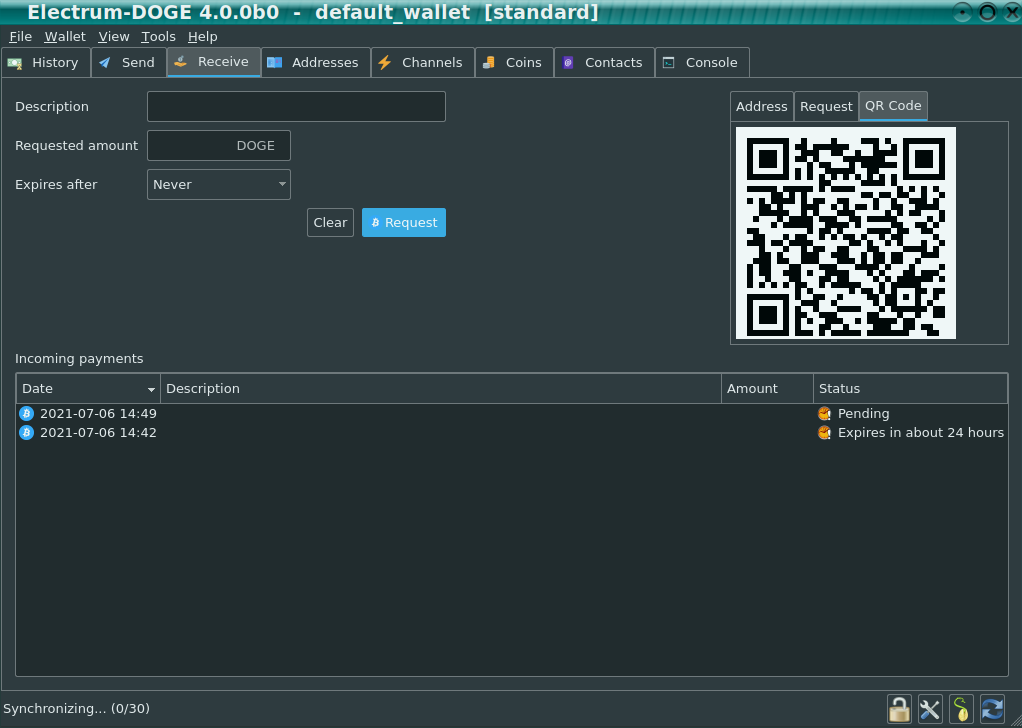 Electrum-DOGE 4.0.0b0 - default_wallet [standard]
File Wallet View Tools Help
History Send Receive Addresses Channels Coins Contacts Console
Description
Address Request QR Code
Requested amount DOGE
Expires after Never
Clear Request
Incoming payments
Date Description Amount Status
2021-07-06 14:49 Pending
2021-07-06 14:42 Expires in about 24 hours
Synchronizing... (0/30)